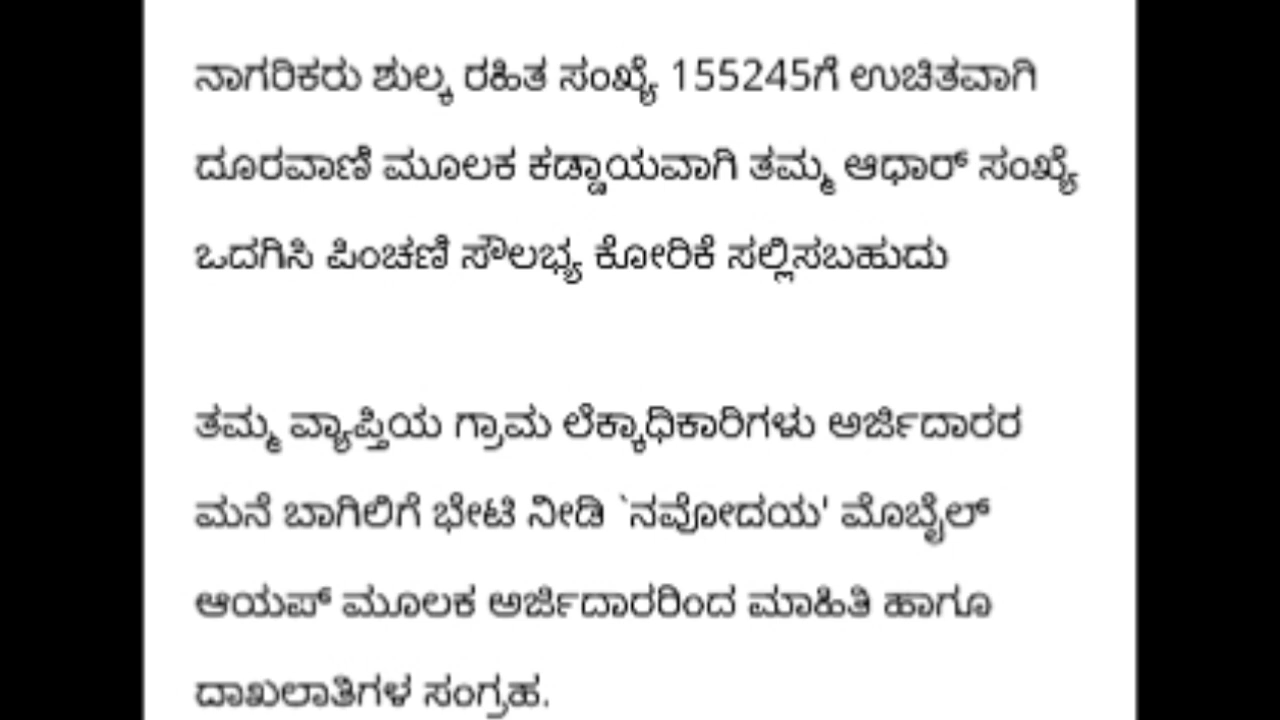 ನಾಗರಿಕರು ಶುಲ್ಕ ರಹಿತ ಸಂಖ್ಯೆ 155245ಗೆ ಉಚಿತವಾಗಿ
ದೂರವಾಣಿ ಮೂಲಕ ಕಡ್ಡಾಯವಾಗಿ ತಮ್ಮ ಆಧಾರ್ ಸಂಖ್ಯೆ
ಒದಗಿಸಿ ಪಿಂಚಣಿ ಸೌಲಭ್ಯ ಕೋರಿಕೆ ಸಲ್ಲಿಸಬಹುದು
ತಮ್ಮ ವ್ಯಾಪ್ತಿಯ ಗ್ರಾಮ ಲೆಕ್ಕಾಧಿಕಾರಿಗಳು ಅರ್ಜಿದಾರರ
ಮನೆ ಬಾಗಿಲಿಗೆ ಭೇಟಿ ನೀಡಿ `ನವೋದಯ' ಮೊಬೈಲ್
ಆಯಪ್ ಮೂಲಕ ಅರ್ಜಿದಾರರಿಂದ ಮಾಹಿತಿ ಹಾಗೂ
ದಾಖಲಾತಿಗಳ ಸಂಗ್ರಹ.